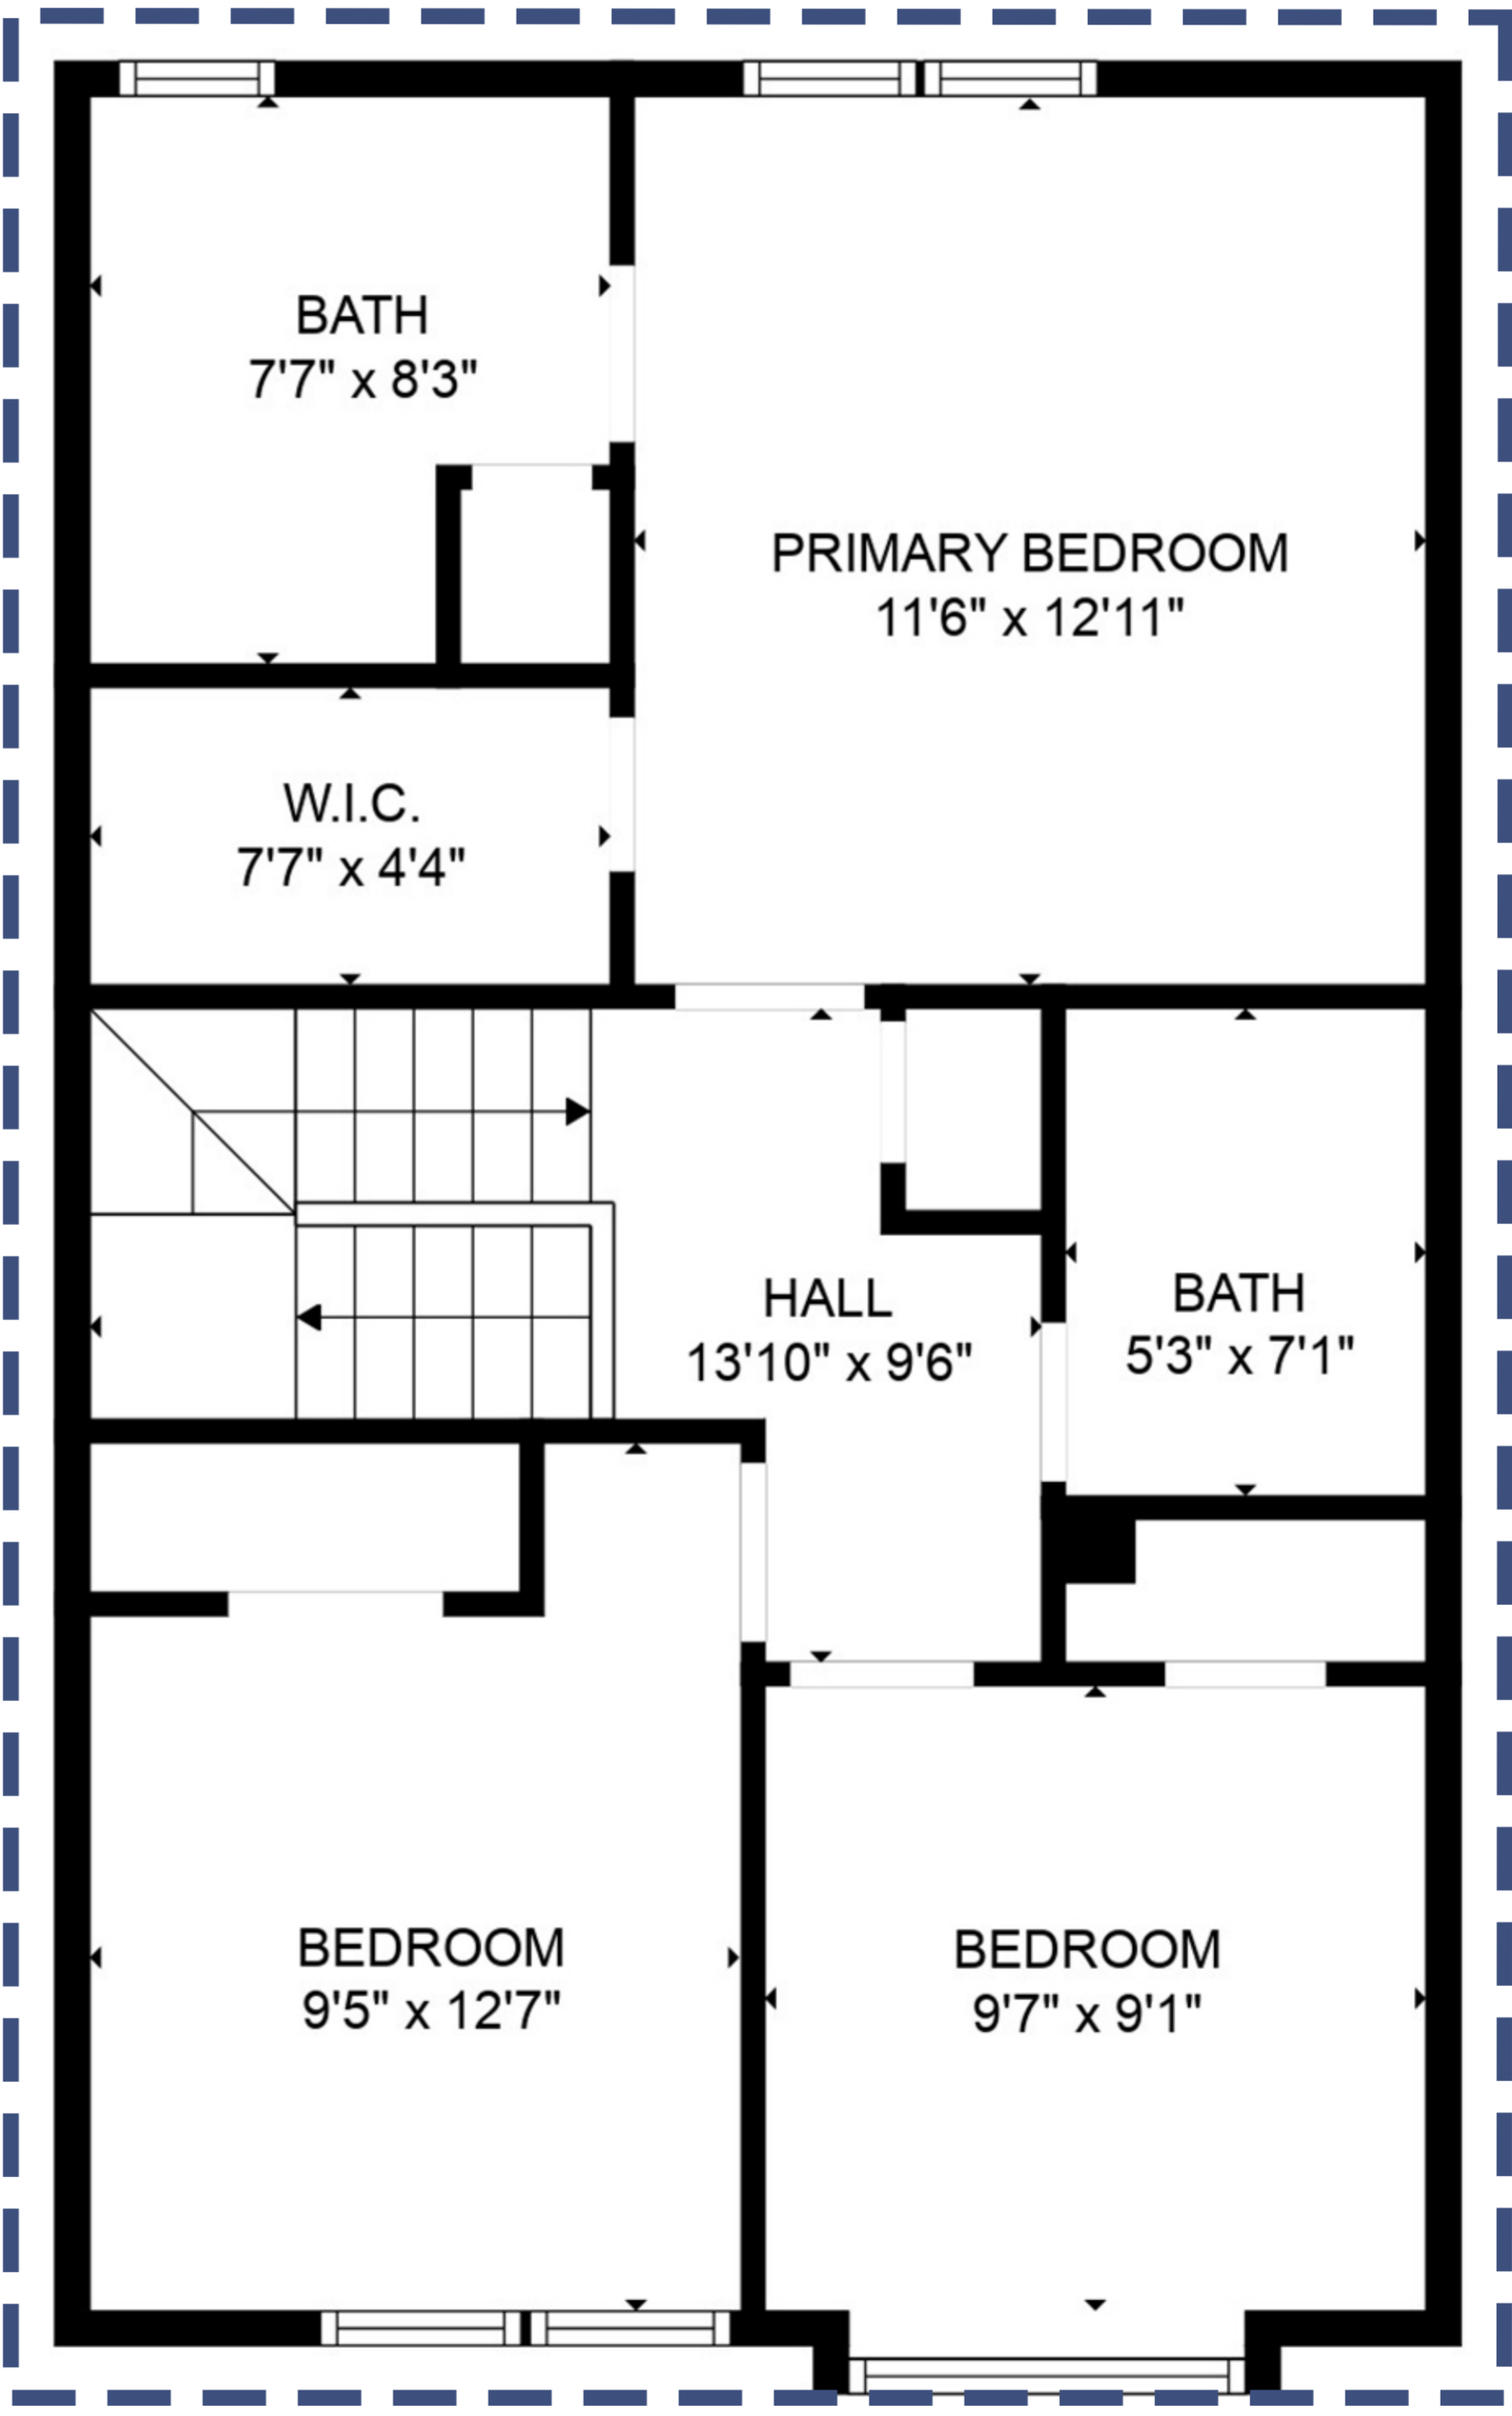 BATH
7'7" x 8'3"
PRIMARY BEDROOM
11'6" x 12'11"
W.I.C.
7'7" x 4'4"
HALL
13'10" x 9'6"
BATH
5'3" x 7'1"
BEDROOM
9'5" x 12'7"
BEDROOM
9'7" x 9'1"